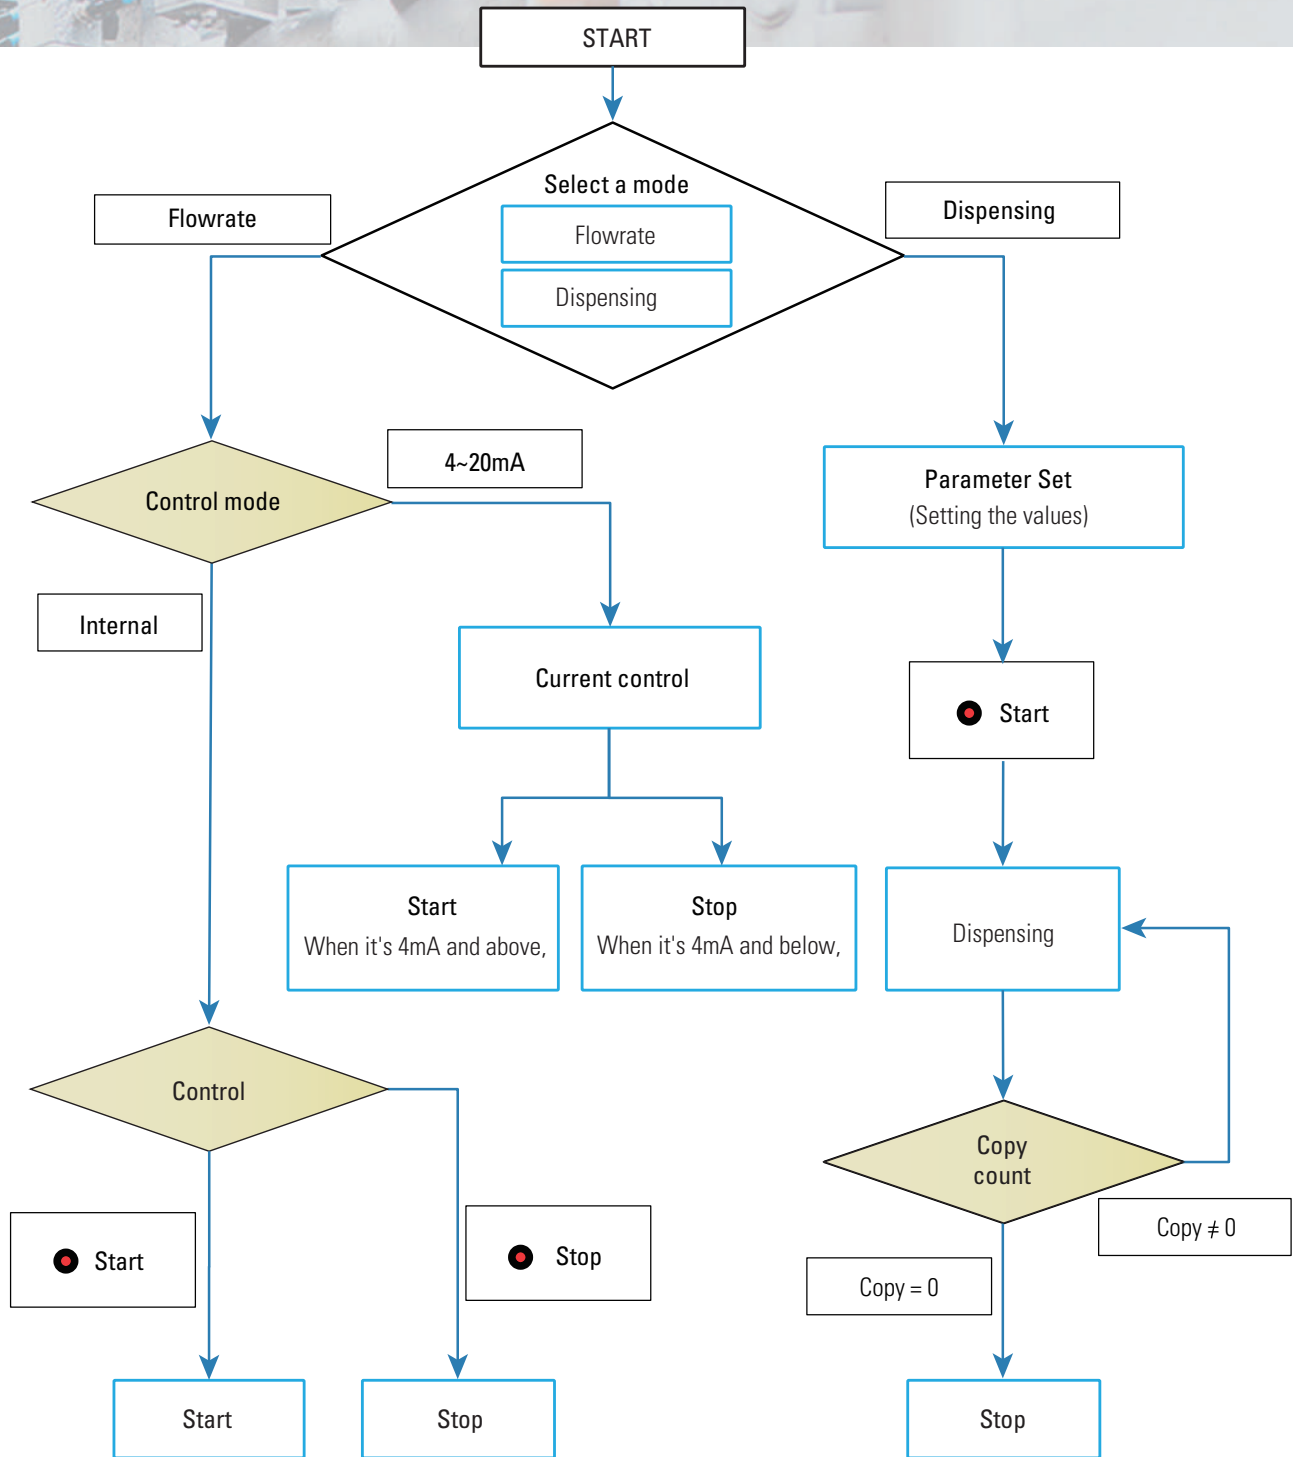 START
Select a mode
Flowrate
Dispensing
Flowrate
Dispensing
4~20mA
Control mode
Parameter Set
(Setting the values)
Internal
Current control
Start
Start
When it's 4mA and above,
Stop
When it's 4mA and below,
Dispensing
Control
Copy
count
Copy ≠ 0
Start
Stop
Copy = 0
Start
Stop
Stop